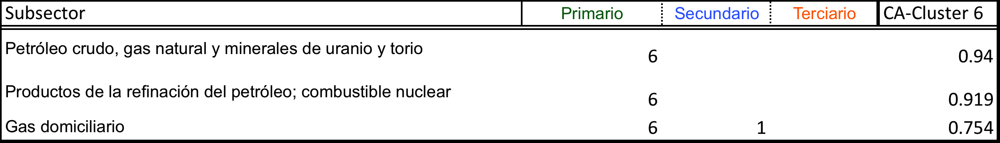 Subsector Primario Secundario Terciario CA-Cluster 6
Petróleo crudo, gas natural y minerales de uranio y torio 6 0.94
Productos de la refinación del petróleo; combustible nuclear 6 0.919
Gas domiciliario 6 1 0.754